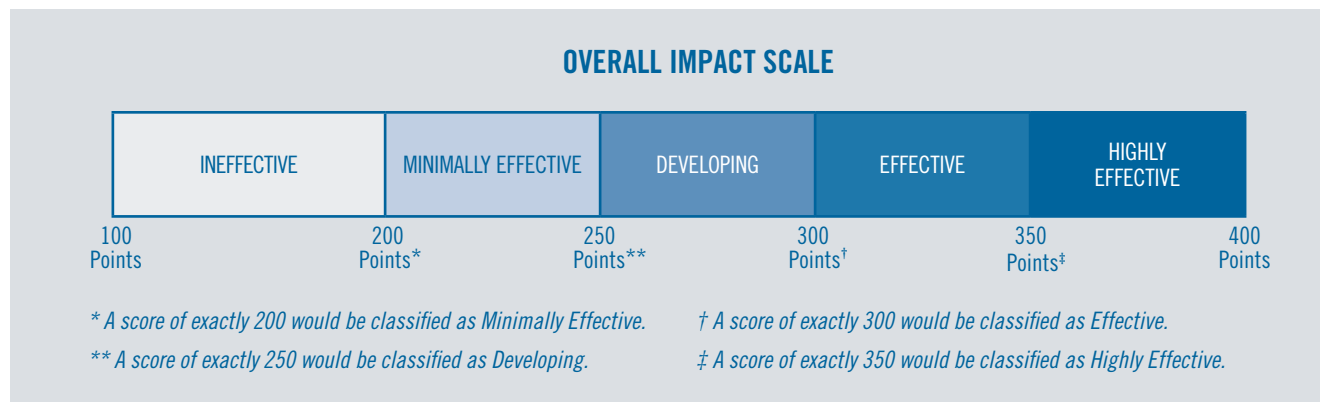 OVERALL IMPACT SCALE
INEFFECTIVE
MINIMALLY EFFECTIVE
DEVELOPING
EFFECTIVE
HIGHLY
EFFECTIVE
100
Points
200
Points*
250
Points**
300
Points†
350
Points‡
400
Points
* A score of exactly 200 would be classified as Minimally Effective.
** A score of exactly 250 would be classified as Developing.
† A score of exactly 300 would be classified as Effective.
‡ A score of exactly 350 would be classified as Highly Effective.